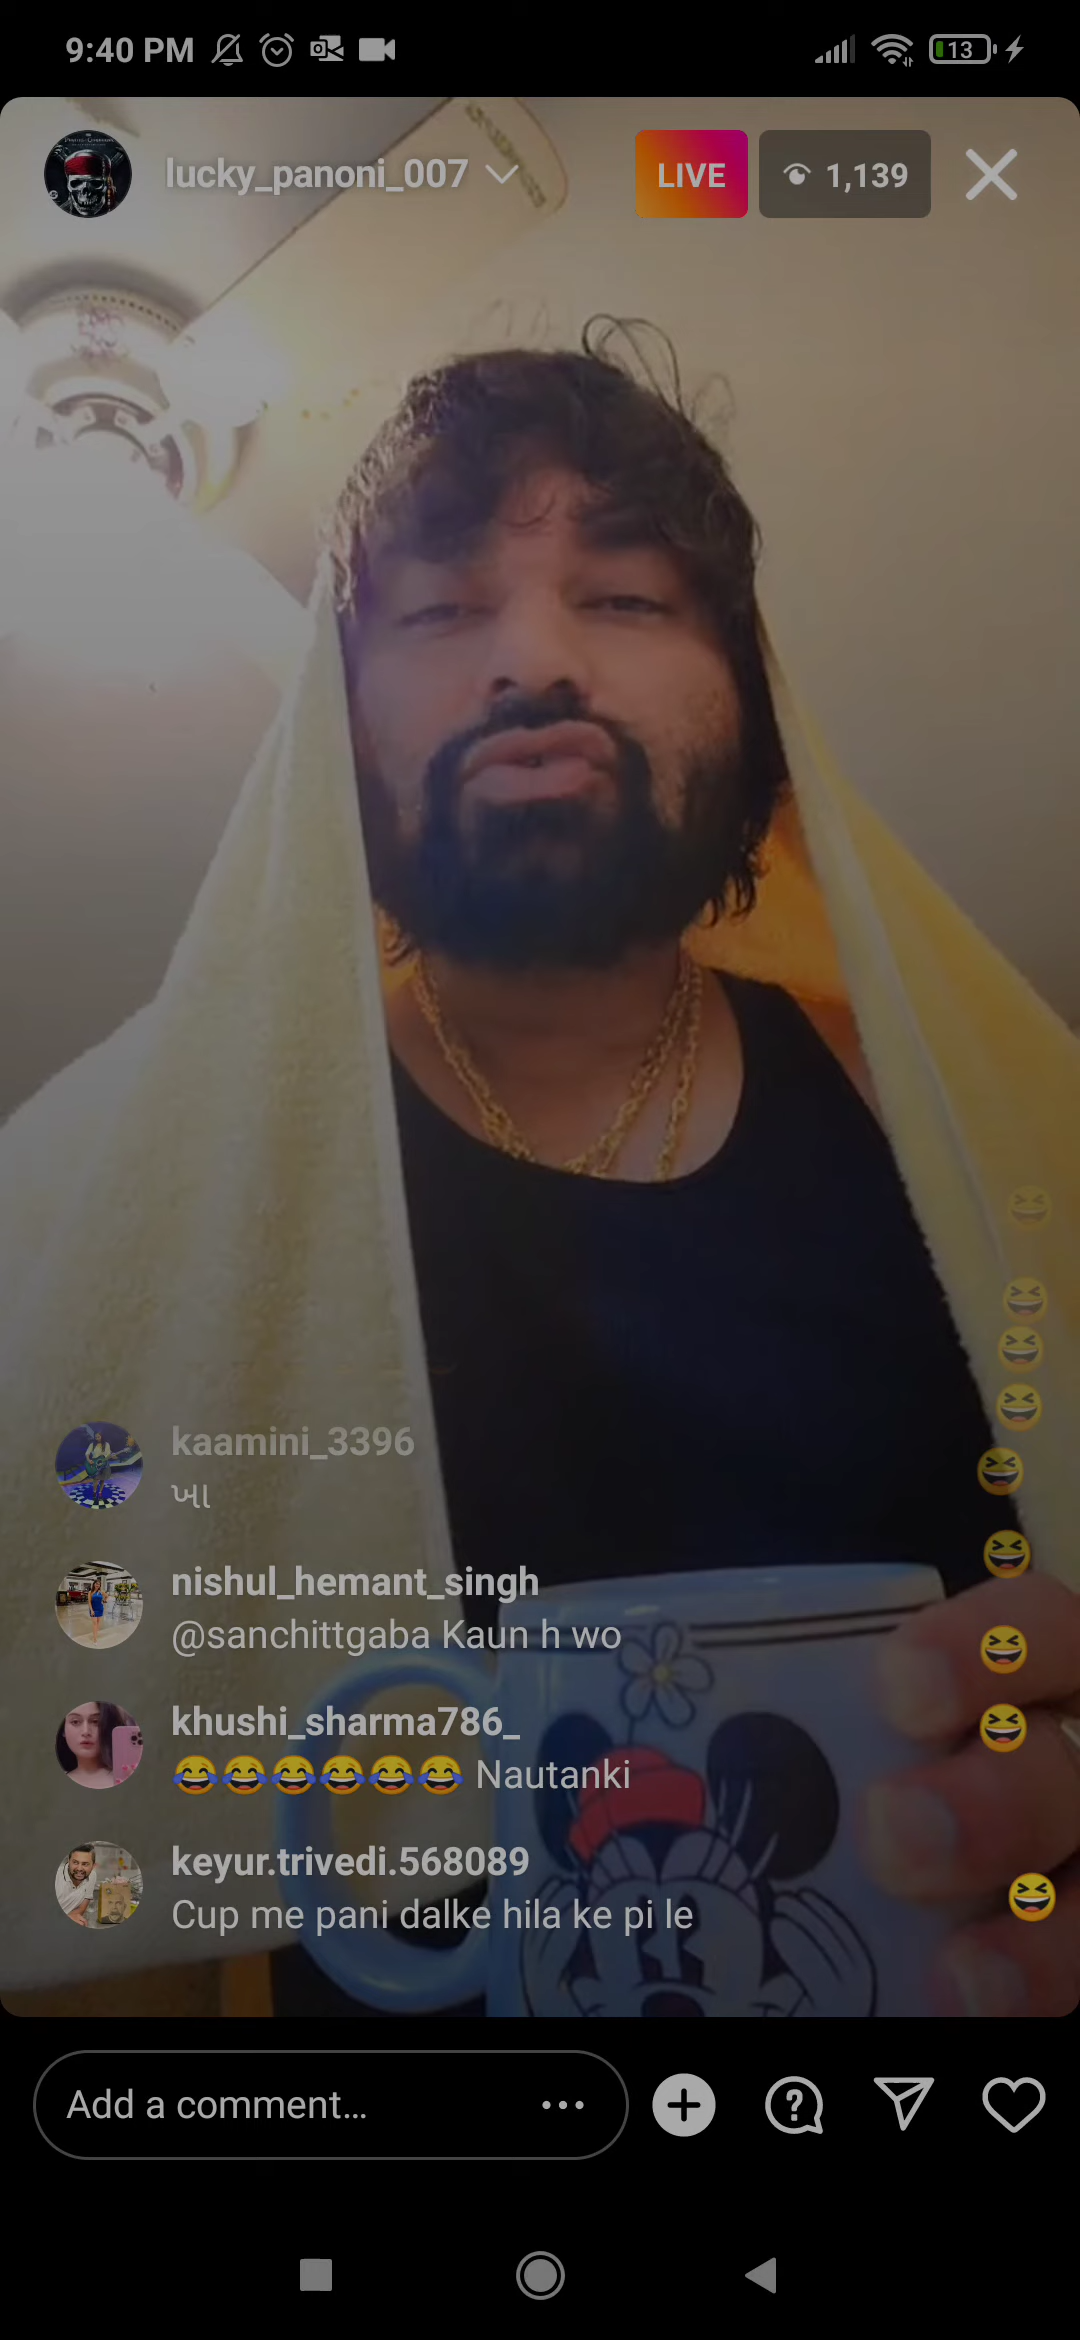 9:40 PM
13
lucky_panoni_007
LIVE
1,139
kaamini_3396
ખા
nishul_hemant_singh
@sanchittgaba Kaun h wo
khushi_sharma786_
😂😂😂😂😂😂 Nautanki
keyur.trivedi.568089
Cup me pani dalke hila ke pi le
Add a comment...